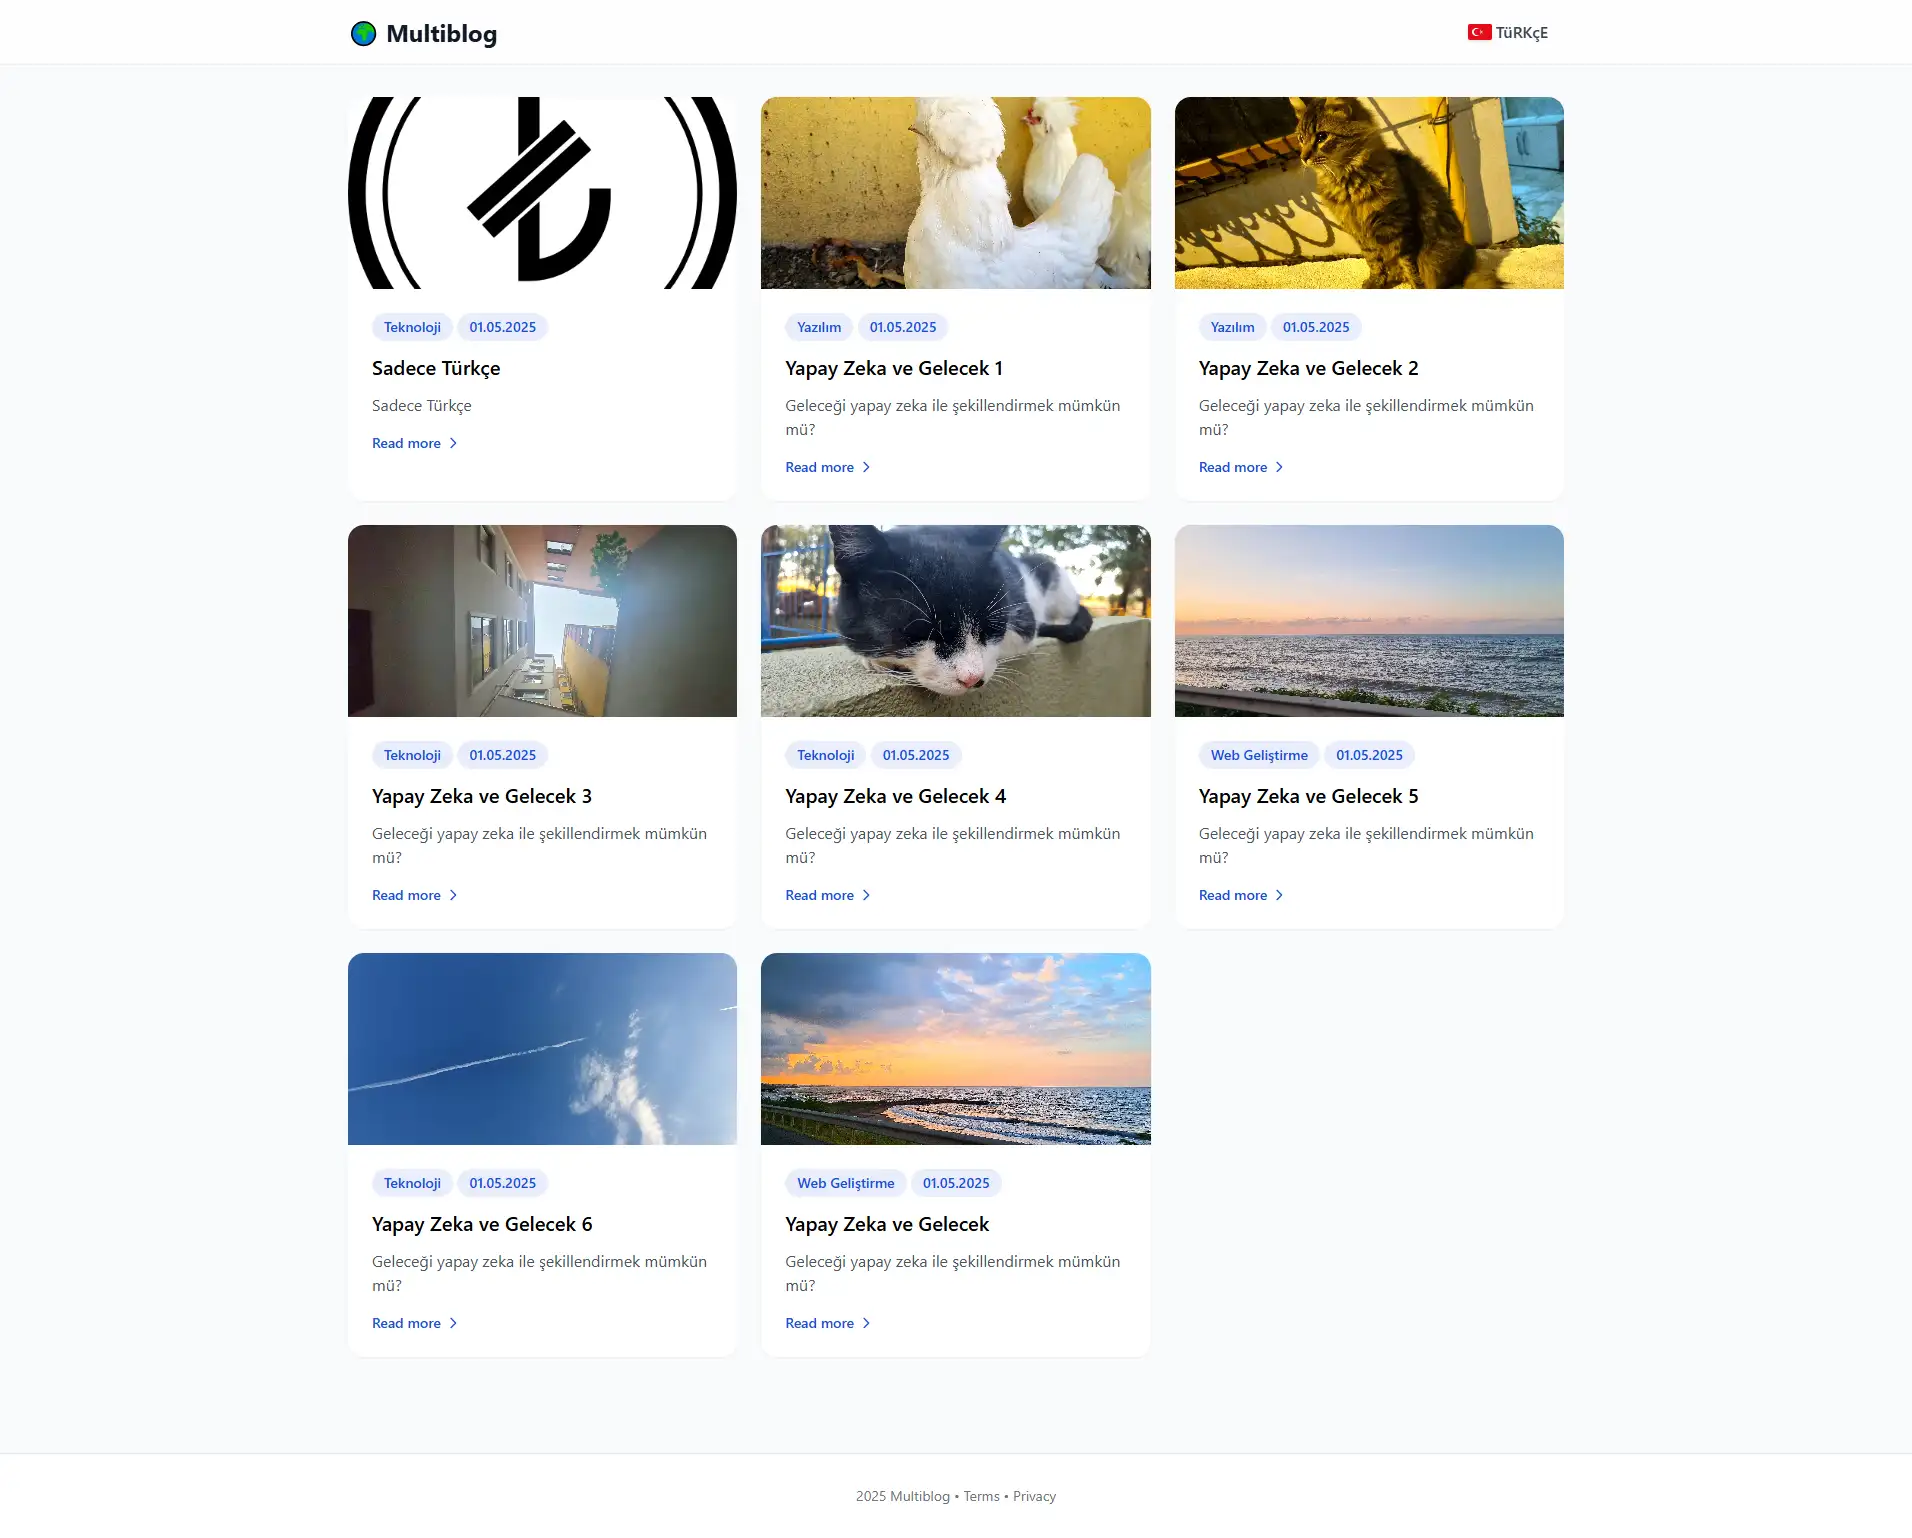 Multiblog
TüRKçE
Teknoloji 01.05.2025
Sadece Türkçe
Sadece Türkçe
Read more
Yazılım 01.05.2025
Yapay Zeka ve Gelecek 1
Geleceği yapay zeka ile şekillendirmek mümkün
mü?
Read more
Yazılım 01.05.2025
Yapay Zeka ve Gelecek 2
Geleceği yapay zeka ile şekillendirmek mümkün
mü?
Read more
Teknoloji 01.05.2025
Yapay Zeka ve Gelecek 3
Geleceği yapay zeka ile şekillendirmek mümkün
mü?
Read more
Teknoloji 01.05.2025
Yapay Zeka ve Gelecek 4
Geleceği yapay zeka ile şekillendirmek mümkün
mü?
Read more
Web Geliştirme 01.05.2025
Yapay Zeka ve Gelecek 5
Geleceği yapay zeka ile şekillendirmek mümkün
mü?
Read more
Teknoloji 01.05.2025
Yapay Zeka ve Gelecek 6
Geleceği yapay zeka ile şekillendirmek mümkün
mü?
Read more
Web Geliştirme 01.05.2025
Yapay Zeka ve Gelecek
Geleceği yapay zeka ile şekillendirmek mümkün
mü?
Read more
2025 Multiblog • Terms • Privacy